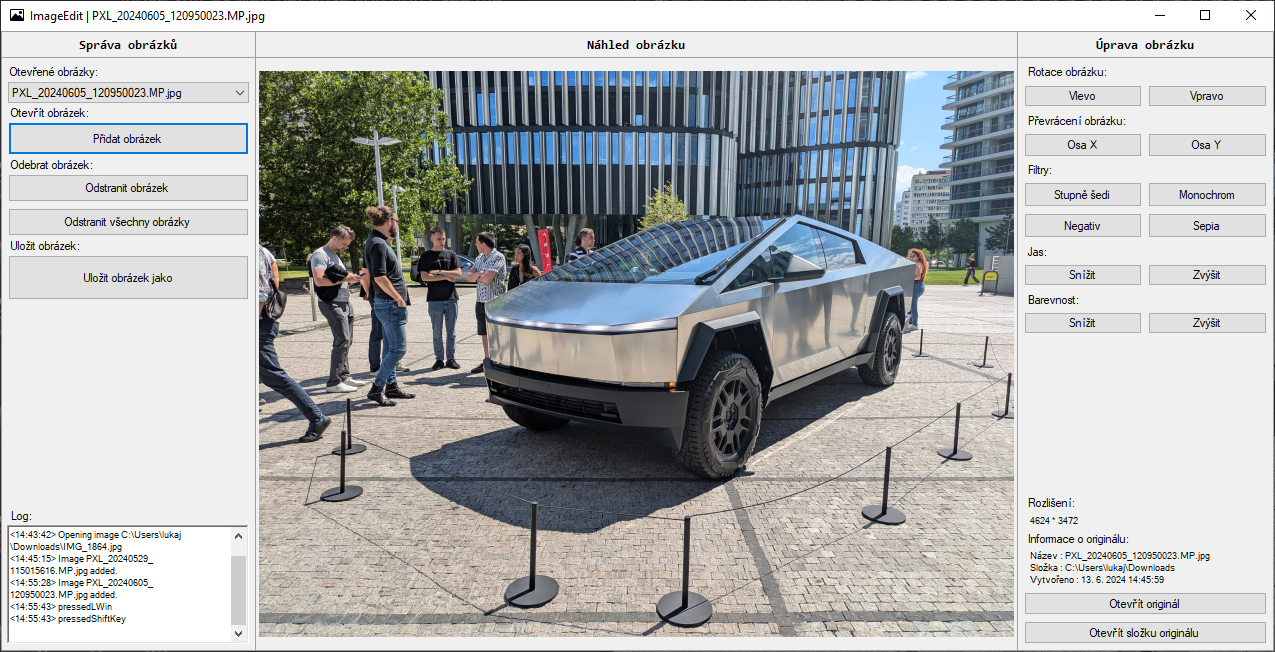 ImageEdit | PXL_20240605_120950023.MP.jpg
Správa obrázků
Otevřené obrázky:
PXL_20240605_120950023.MP.jpg
Otevřít obrázek:
Přidat obrázek
Odebrat obrázek:
Odstranit obrázek
Odstranit všechny obrázky
Uložit obrázek:
Uložit obrázek jako
Log:
<14:43:42> Opening image C:\Users\lukaj
\Downloads\IMG_1864.jpg
<14:45:15> Image PXL_20240529_
115015616.MP.jpg added.
<14:55:28> Image PXL_20240605_
120950023.MP.jpg added.
<14:55:43> pressedLWin
<14:55:43> pressedShiftKey
Náhled obrázku
Úprava obrázku
Rotace obrázku:
Vlevo
Vpravo
Převrácení obrázku:
Osa X
Osa Y
Filtry:
Stupně šedi
Monochrom
Negativ
Sepia
Jas:
Snížit
Zvýšit
Barevnost:
Snížit
Zvýšit
Rozlišení:
4624 * 3472
Informace o originálu:
Název : PXL_20240605_120950023.MP.jpg
Složka : C:\Users\lukaj\Downloads
Vytvořeno : 13. 6. 2024 14:45:59
Otevřít originál
Otevřít složku originálu